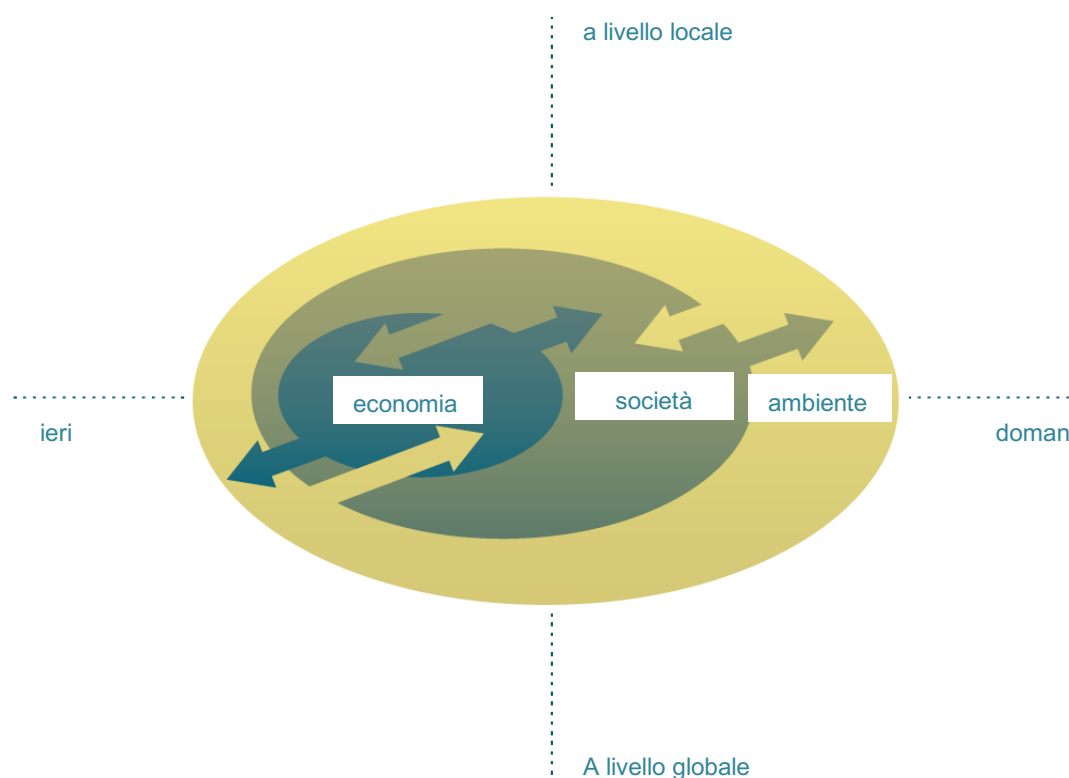 a livello locale
economia
società
ambiente
ieri
doman
A livello globale